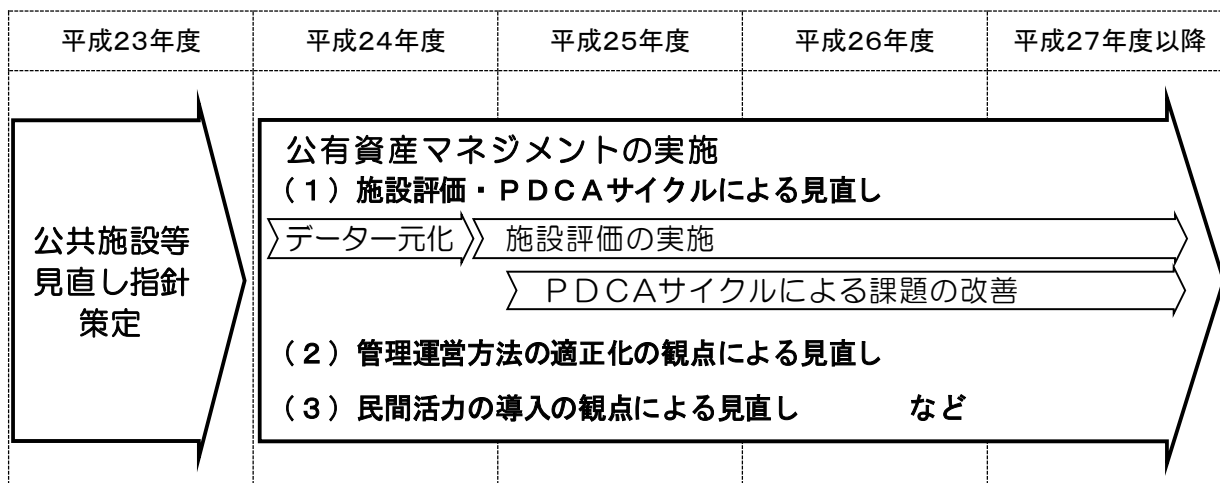 平成23年度
平成24年度
平成25年度
平成26年度
平成27年度以降
公共施設等
見直し指針
策定
公有資産マネジメントの実施
（１）施設評価・ＰＤＣＡサイクルによる見直し
データ一元化
施設評価の実施
ＰＤＣＡサイクルによる課題の改善
（２）管理運営方法の適正化の観点による見直し
（３）民間活力の導入の観点による見直し　　　など